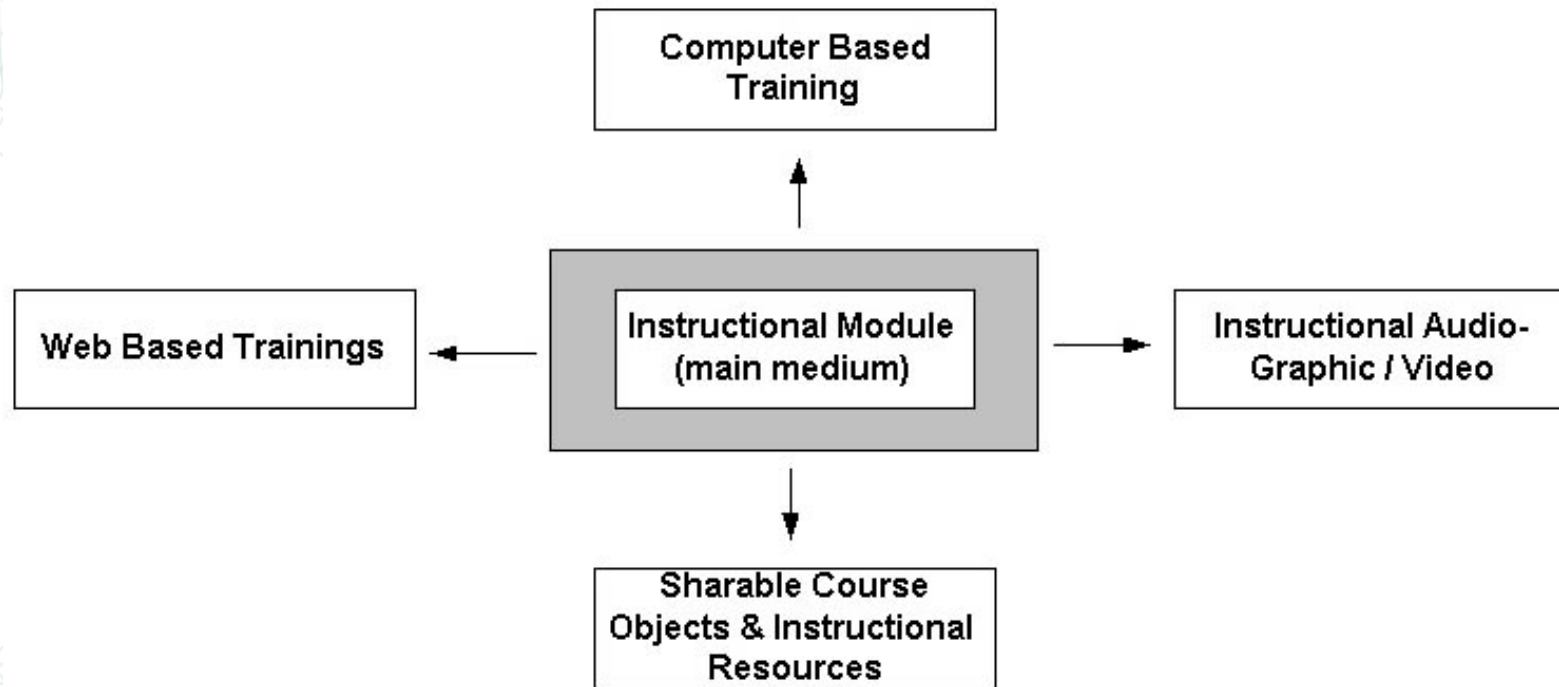 Computer Based
Training
Web Based Trainings
Instructional Module
(main medium)
Instructional Audio-
Graphic / Video
Sharable Course
Objects & Instructional
Resources